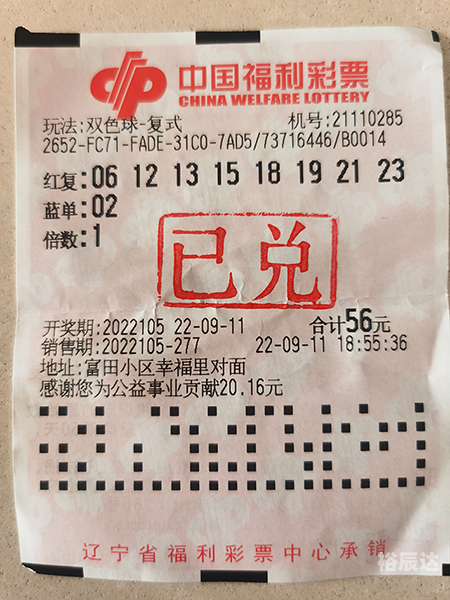 中国福利彩票
CHINA WELFARE LOTTERY
玩法:双色球-复式 机号:21110285
2652-FC71-FADE-31C0-7AD5/73716446/B0014
红复:06 12 13 15 18 19 21 23
蓝单:02
倍数:1
已兑
开奖期:2022105 22-09-11 合计56元
销售期:2022105-277 22-09-11 18:55:36
地址:富田小区幸福里对面
感谢您为公益事业贡献20.16元
辽宁省福利彩票中心承销
裕辰达